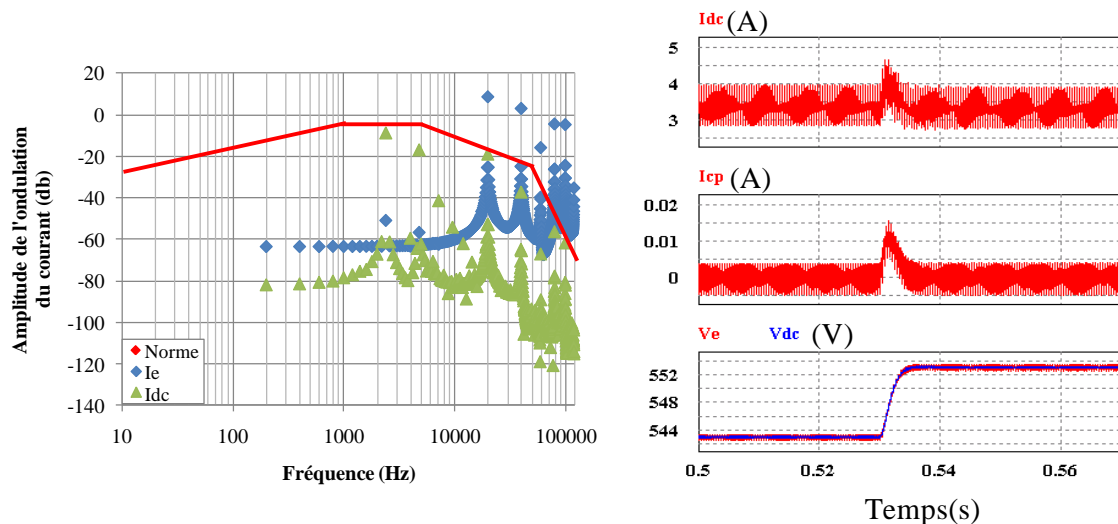 Amplitude de l'ondulation
du courant (db)
20
0
-20
-40
-60
-80
-100
-120
-140
Norme
Ie
Idc
10
100
1000
10000
100000
Fréquence (Hz)
Idc (A)
5
4
3
Icp (A)
0.02
0.01
0
Ve Vdc (V)
552
548
544
0.5
0.52
0.54
0.56
Temps(s)